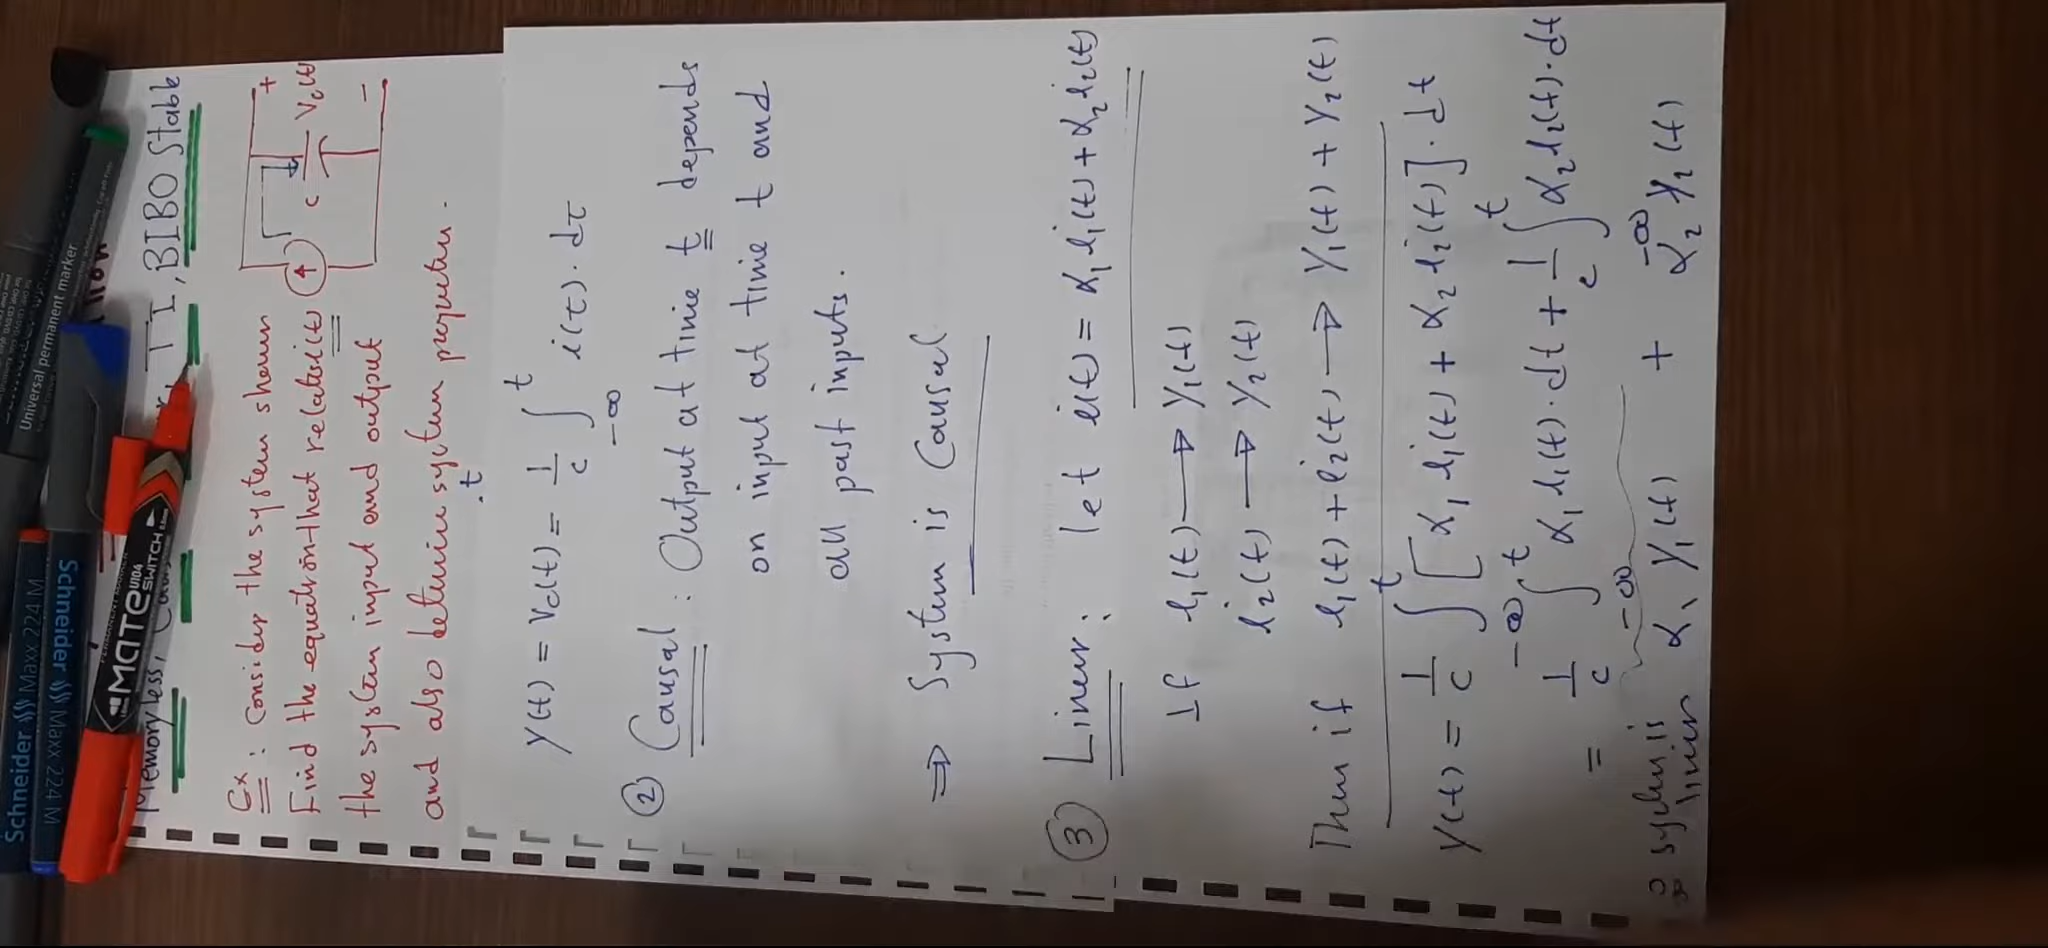 Memoryless, TI, BIBO Stable
Ex : Consider the system shown
Find the equation that relates i(t)
the system input and output
and also determine system properties.
c
+
Vc(t)
-
y(t) = Vc(t) = 1/c ∫_{-∞}^{t} i(τ). dτ
② Causal : Output at time t depends
on input at time t and
all past inputs.
⇒ System is Causal
③ Linear: let i(t) = α₁ i₁(t) + α₂ i₂(t)
If i₁(t) → y₁(t)
i₂(t) → y₂(t)
Then if i₁(t) + i₂(t) → y₁(t) + y₂(t)
y(t) = 1/c ∫_{-∞}^{t} [α₁ i₁(t) + α₂ i₂(t)]. dt
= 1/c ∫_{-∞}^{t} α₁ i₁(t). dt + 1/c ∫_{-∞}^{t} α₂ i₂(t). dt
α₁ y₁(t) + α₂ y₂(t)
∴ system is
linear
Schneider Maxx 224 M
Schneider Maxx 224 M
MATE
SWITCH
Universal permanent marker